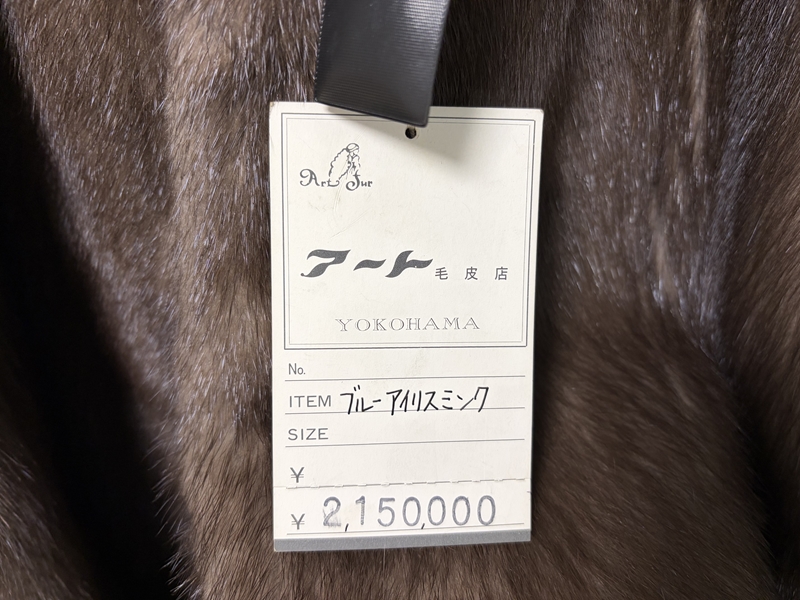 Art Fur
アート毛皮店
YOKOHAMA
No.
ITEM ブルーアイリスミンク
SIZE
¥
¥ 2,150,000